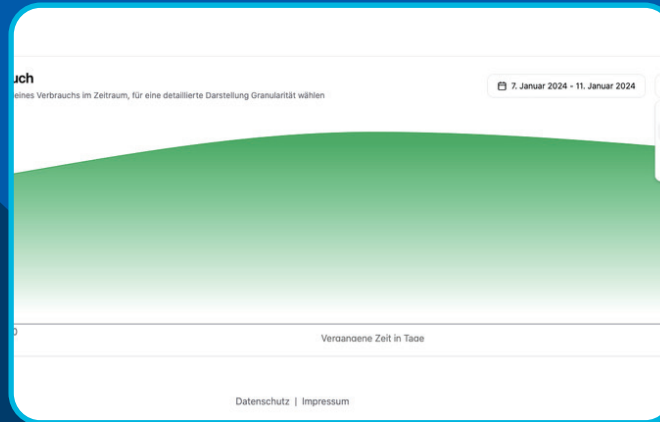 uch
eines Verbrauchs im Zeitraum, für eine detaillierte Darstellung Granularität wählen
7. Januar 2024 - 11. Januar 2024
0
Vergangene Zeit in Tage
Datenschutz | Impressum